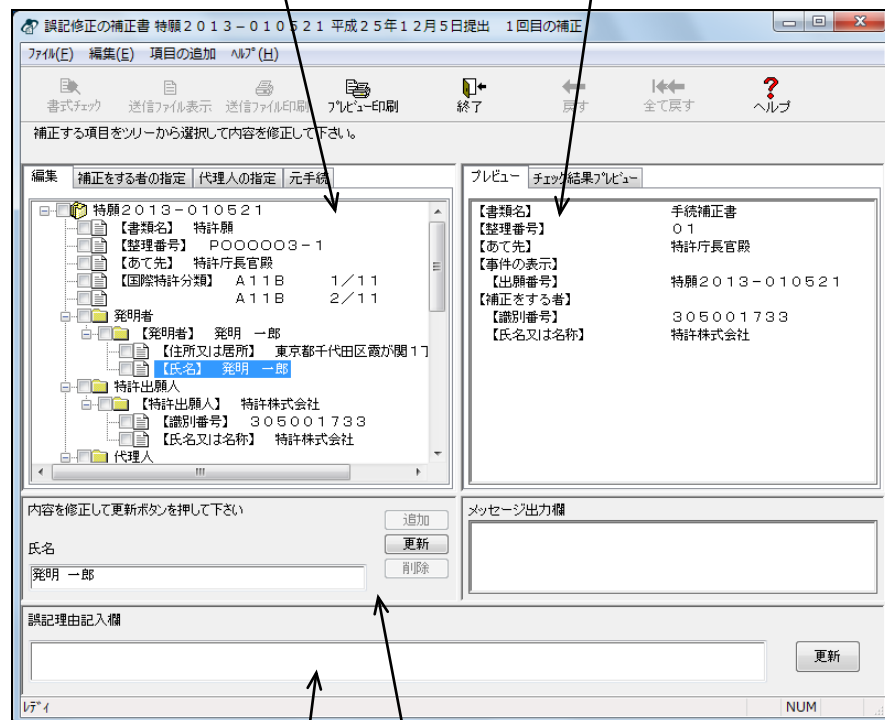 誤記修正の補正書 特願２０１３－０１０５２１ 平成２５年１２月５日提出 １回目の補正
ﾌｧｲﾙ(F) 編集(E) 項目の追加 ﾍﾙﾌﾟ(H)
書式ﾁｪｯｸ 送信ﾌｧｲﾙ表示 送信ﾌｧｲﾙ印刷 ﾌﾟﾚﾋﾞｭｰ印刷 終了 戻す 全て戻す ヘルプ
補正する項目をツリーから選択して内容を修正して下さい。
編集 補正をする者の指定 代理人の指定 元手続
特願２０１３－０１０５２１
【書類名】 特許願
【整理番号】 Ｐ０００００３－１
【あて先】 特許庁長官殿
【国際特許分類】 Ａ１１Ｂ １／１１
Ａ１１Ｂ ２／１１
発明者
【発明者】 発明 一郎
【住所又は居所】 東京都千代田区霞が関１丁
【氏名】 発明 一郎
特許出願人
【特許出願人】 特許株式会社
【識別番号】 ３０５００１７３３
【氏名又は名称】 特許株式会社
代理人
プレビュー チェック結果ﾌﾟﾚﾋﾞｭｰ
【書類名】 手続補正書
【整理番号】 ０１
【あて先】 特許庁長官殿
【事件の表示】
【出願番号】 特願２０１３－０１０５２１
【補正をする者】
【識別番号】 ３０５００１７３３
【氏名又は名称】 特許株式会社
内容を修正して更新ボタンを押して下さい
追加
氏名
更新
発明 一郎
削除
メッセージ出力欄
誤記理由記入欄
更新
ﾚﾃﾞｨ NUM